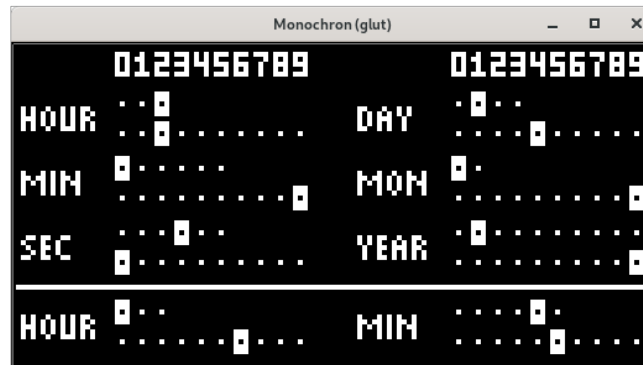 Monochron (glut)
0123456789 0123456789
HOUR DAY
MIN MON
SEC YEAR
HOUR MIN